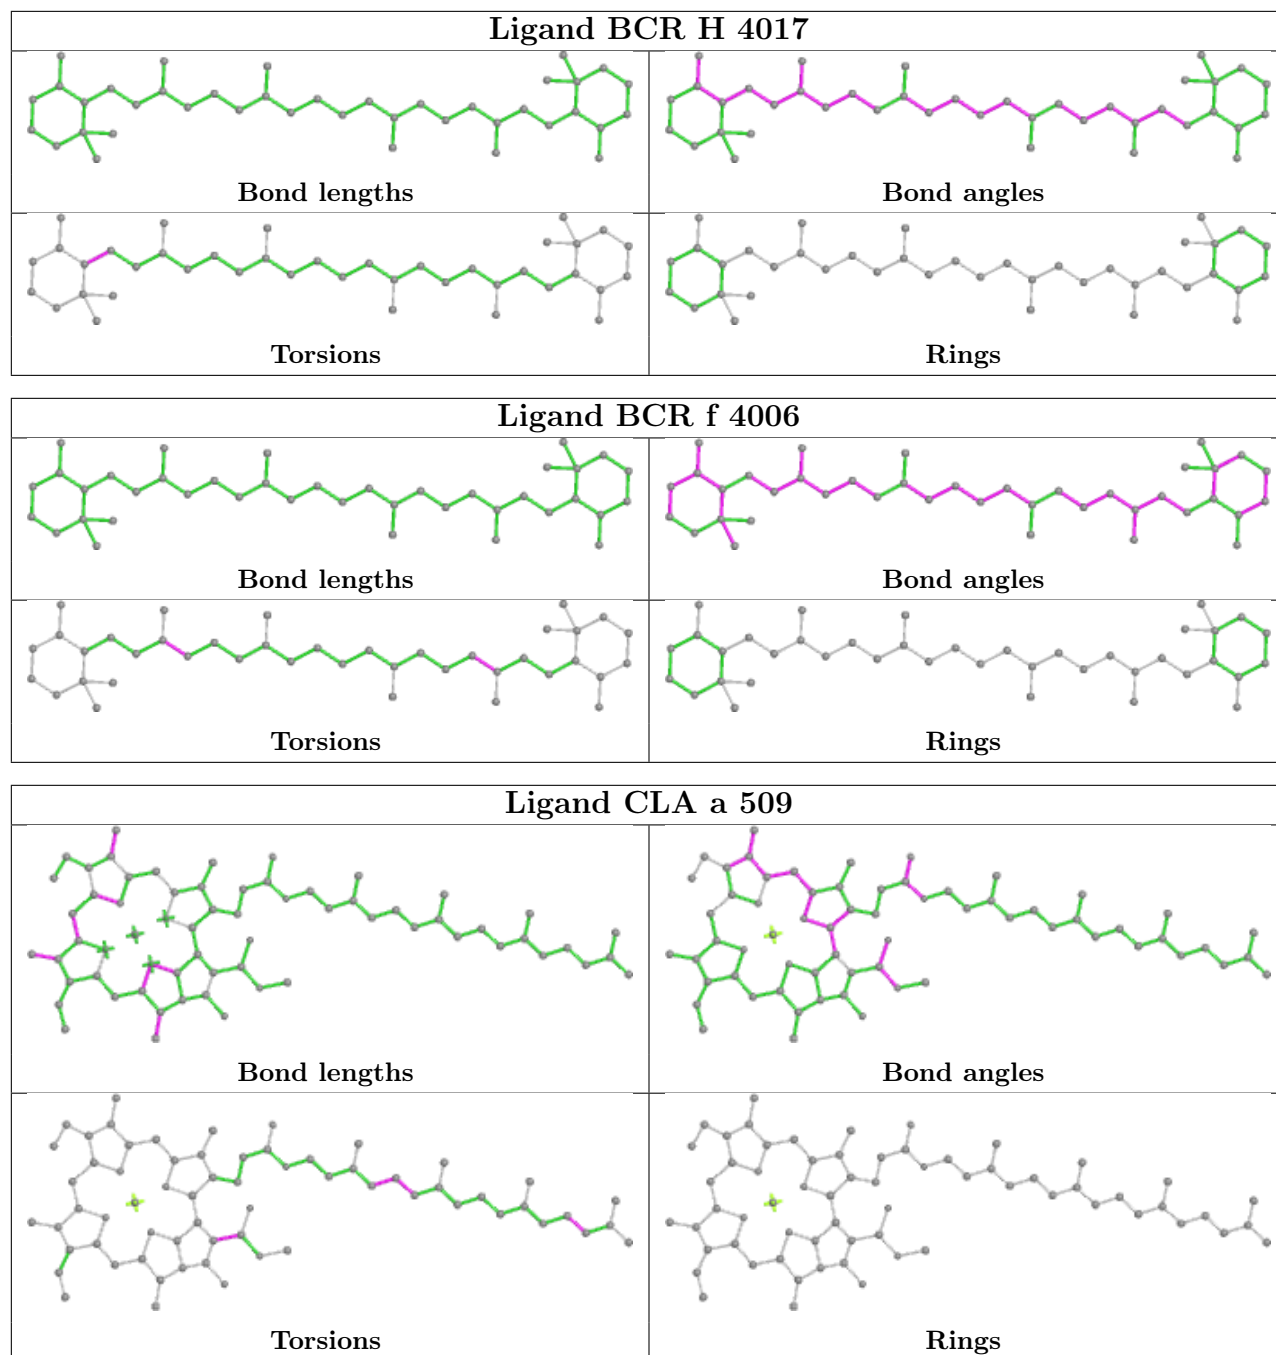 Ligand BCR H 4017
Bond lengths
Bond angles
Torsions
Rings
Ligand BCR f 4006
Bond lengths
Bond angles
Torsions
Rings
Ligand CLA a 509
Bond lengths
Bond angles
Torsions
Rings